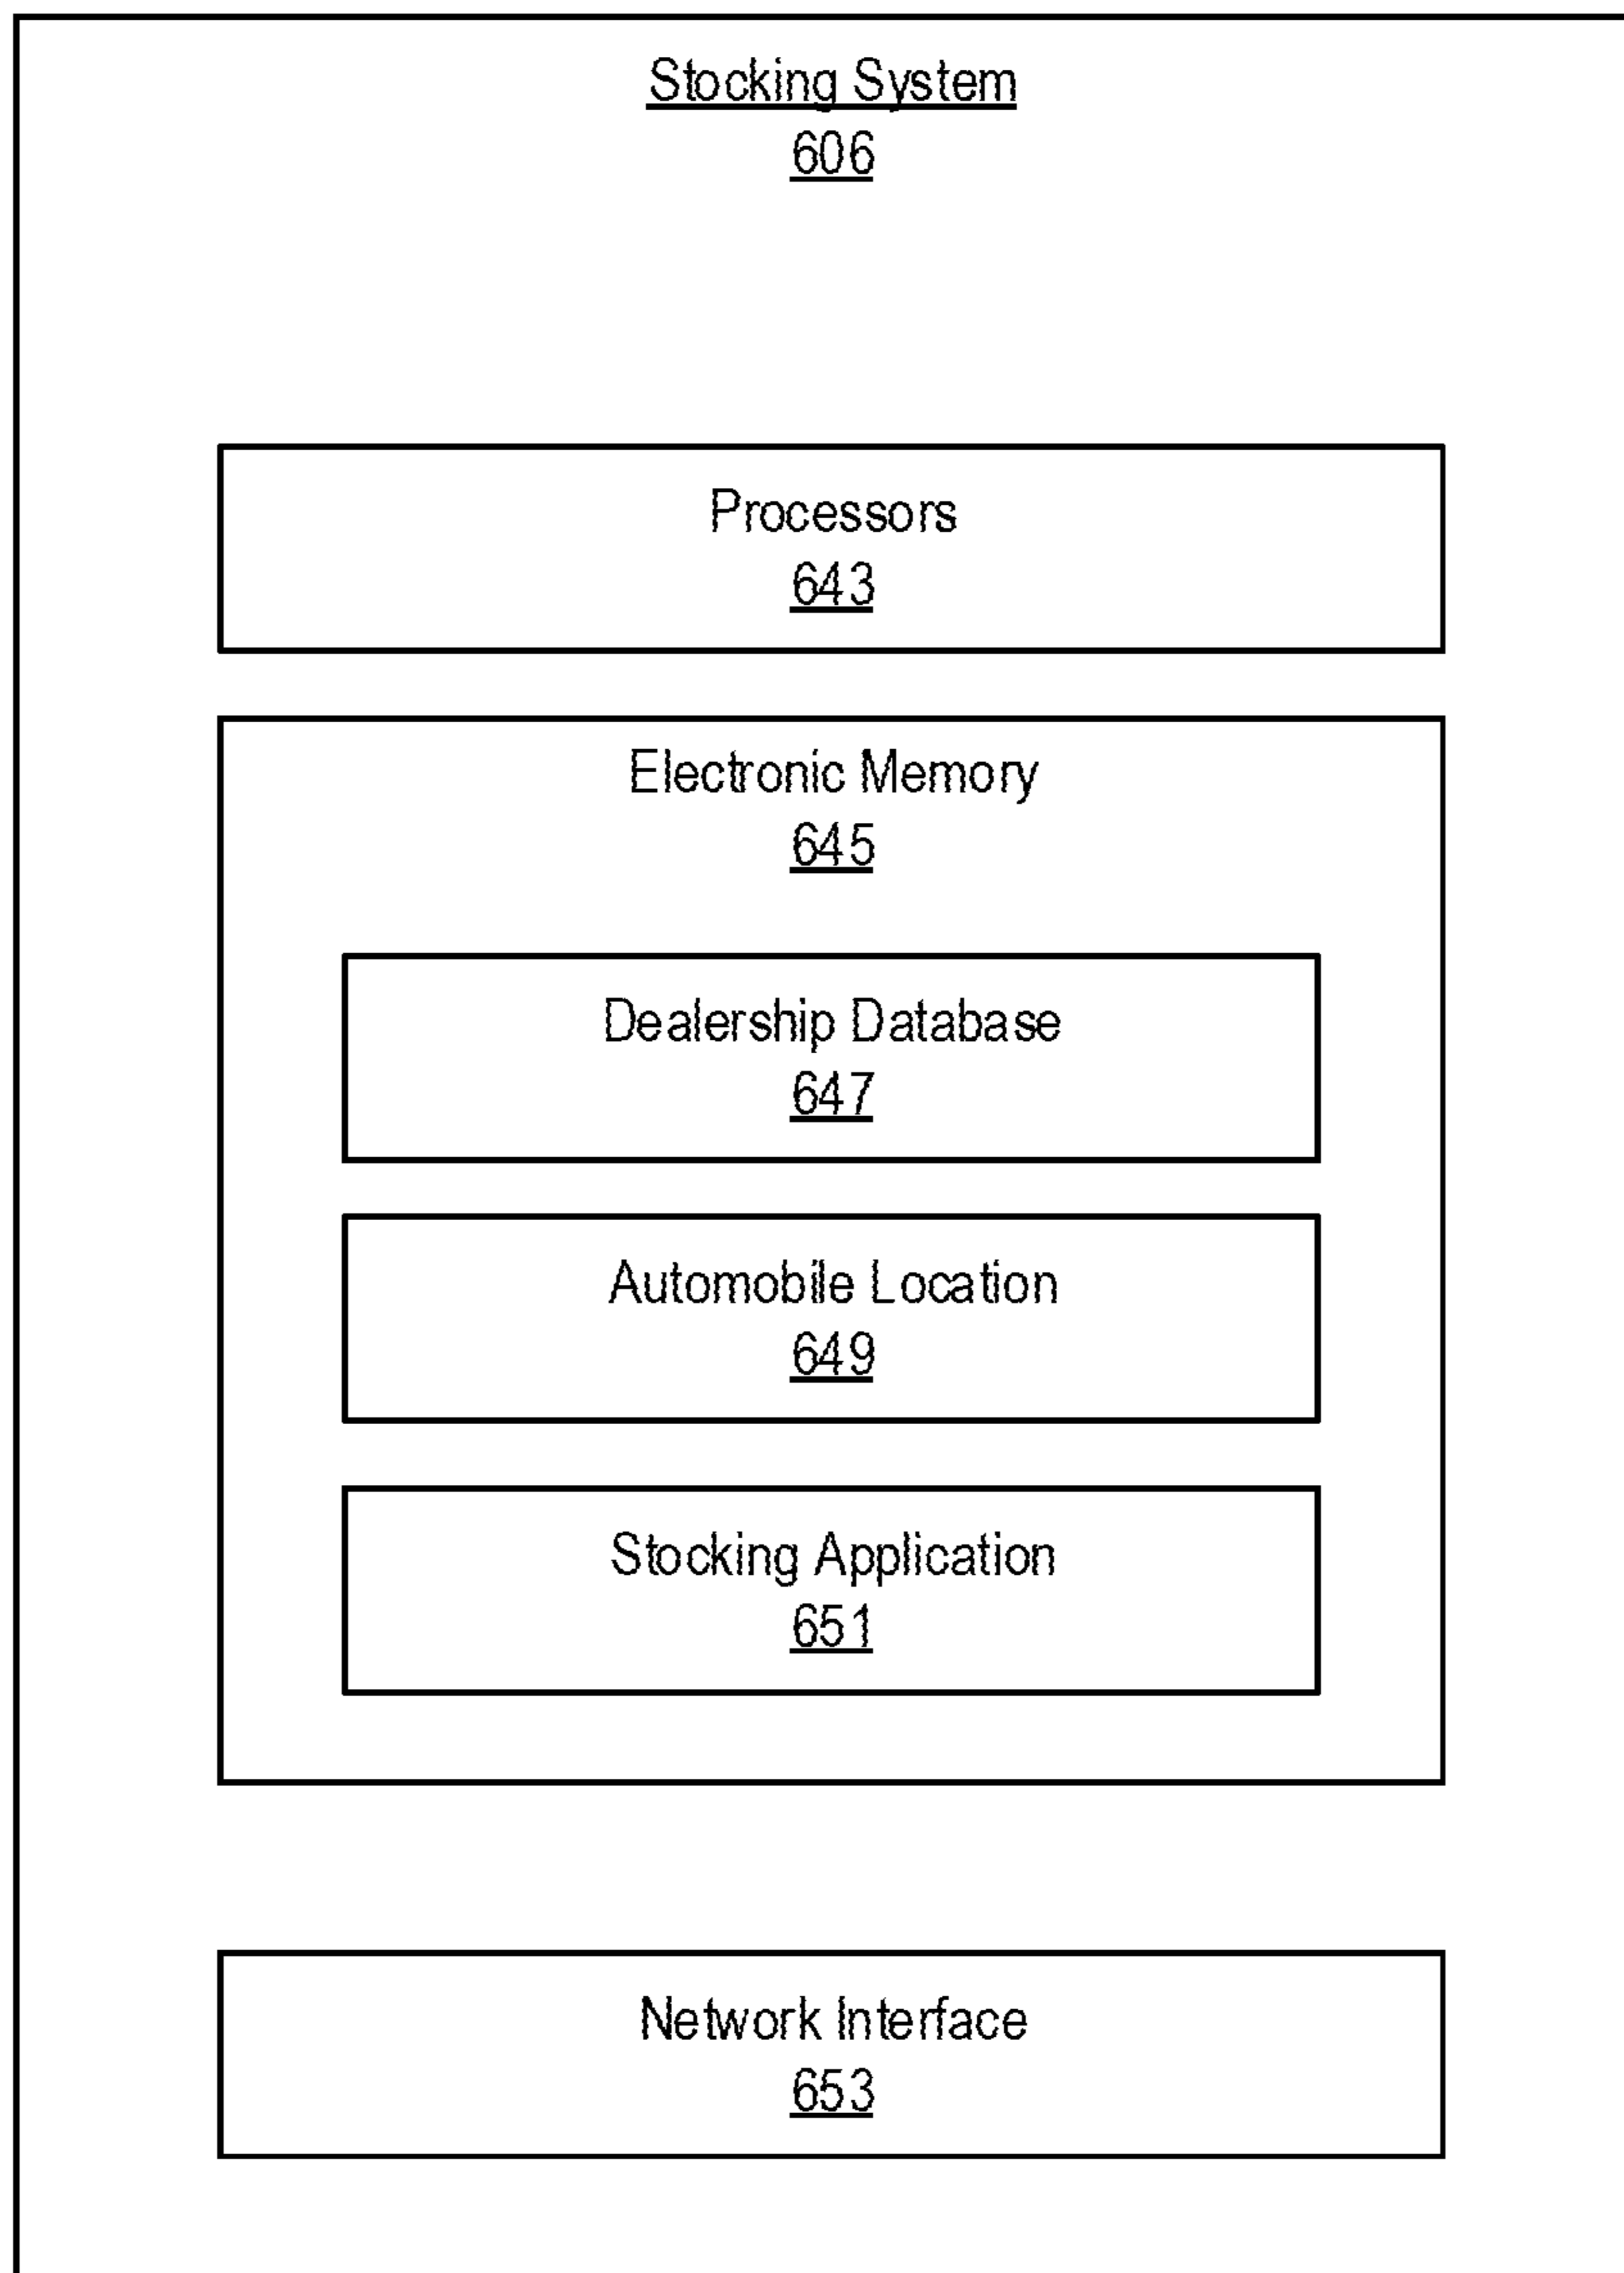 Stocking System
606
Processors
643
Electronic Memory
645
Dealership Database
647
Automobile Location
649
Stocking Application
651
Network Interface
653